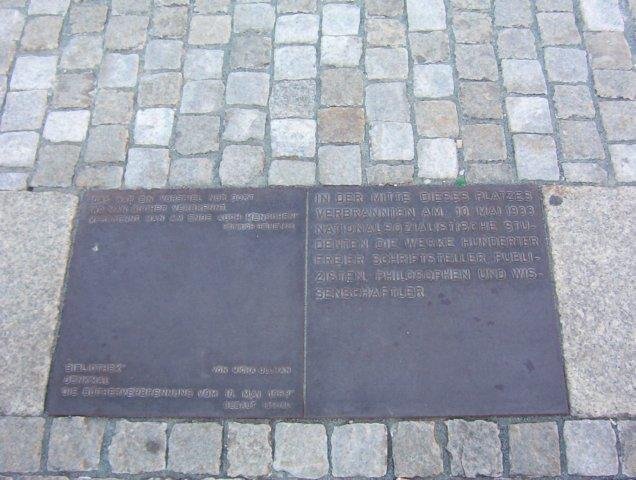 DAS WAR EIN VORSPIEL NUR DORT
WO MAN BÜCHER VERBRENNT,
VERBRENNT MAN AM ENDE AUCH MENSCHEN
HEINRICH HEINE
"BIBLIOTHEK"
VON MICHA ULLMAN
DENKMAL
DIE BÜCHERVERBRENNUNG VOM 10. MAI 1933
GEBAUT
IN DER MITTE DIESES PLATZES
VERBRANNTEN AM 10. MAI 1933
NATIONALSOZIALISTISCHE STU-
DENTEN DIE WERKE HUNDERTER
FREIER SCHRIFTSTELLER, PUBLI-
ZISTEN, PHILOSOPHEN UND WIS-
SENSCHAFTLER